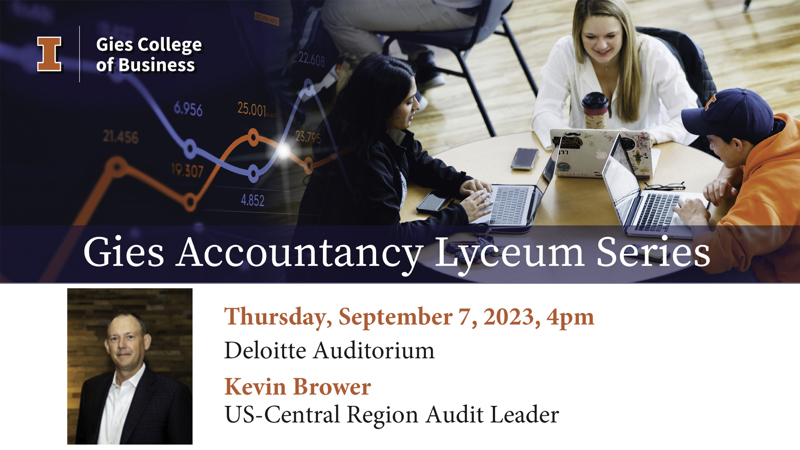 I
Gies College
of Business
22.608
6.956
25.001
21.456
23.795
19.307
4.852
Gies Accountancy Lyceum Series
Thursday, September 7, 2023, 4pm
Deloitte Auditorium
Kevin Brower
US-Central Region Audit Leader